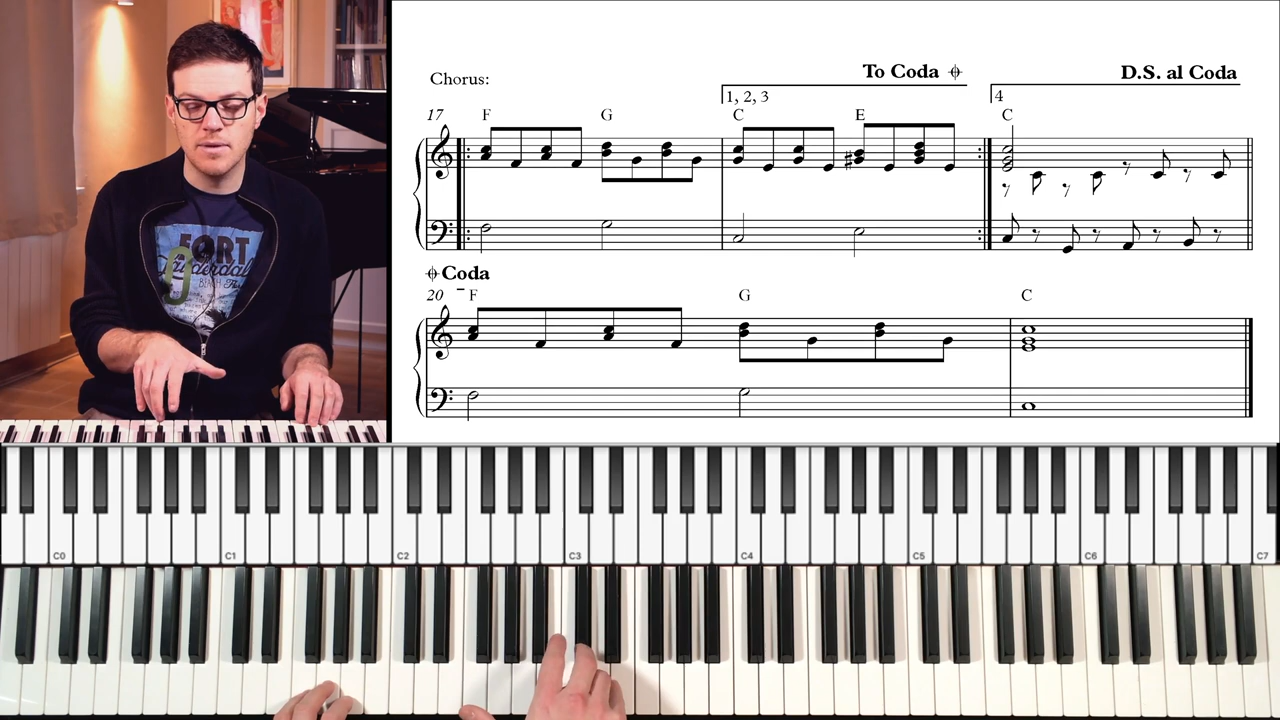 FORT
Lauderdale
BEACH
Chorus:
To Coda
D.S. al Coda
1, 2, 3
4
17
F
G
C
E
C
Coda
20
F
G
C
C0
C1
C2
C3
C4
C5
C6
C7